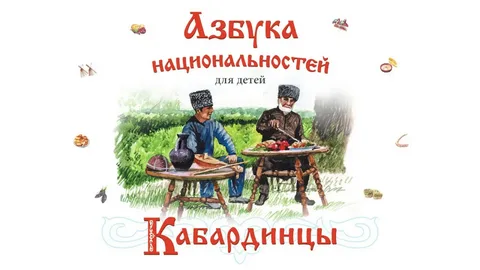 Азбука
национальностей
для детей
Кабардинцы